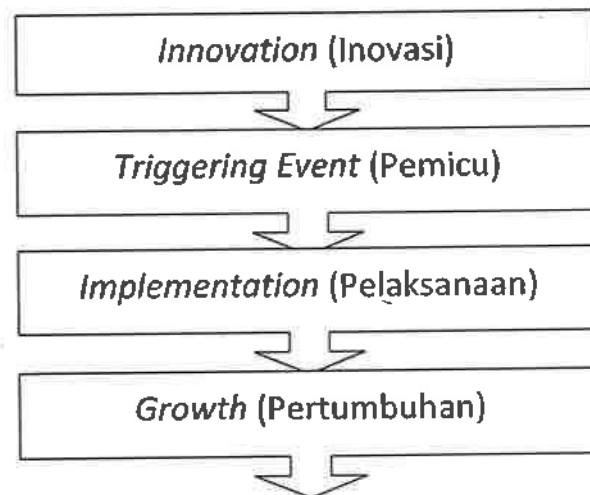 Innovation (Inovasi)
Triggering Event (Pemicu)
Implementation (Pelaksanaan)
Growth (Pertumbuhan)